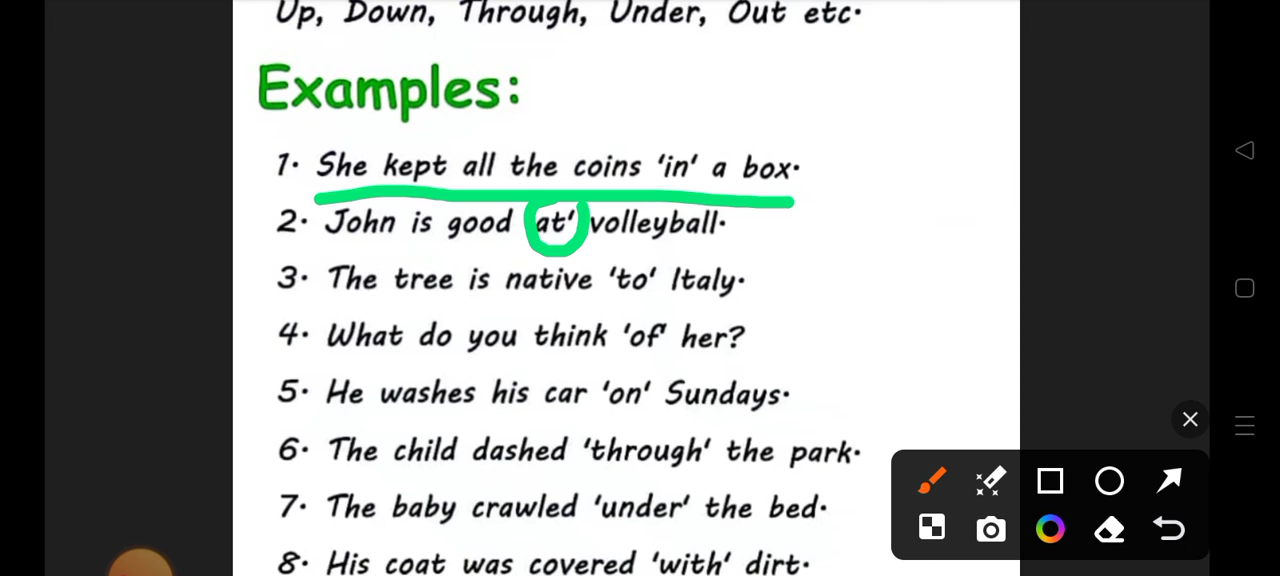 Up, Down, Through, Under, Out etc.
Examples:
1. She kept all the coins 'in' a box.
2. John is good at' volleyball.
3. The tree is native 'to' Italy.
4. What do you think 'of' her?
5. He washes his car 'on' Sundays.
6. The child dashed 'through' the park.
7. The baby crawled 'under' the bed.
8. His coat was covered 'with' dirt.